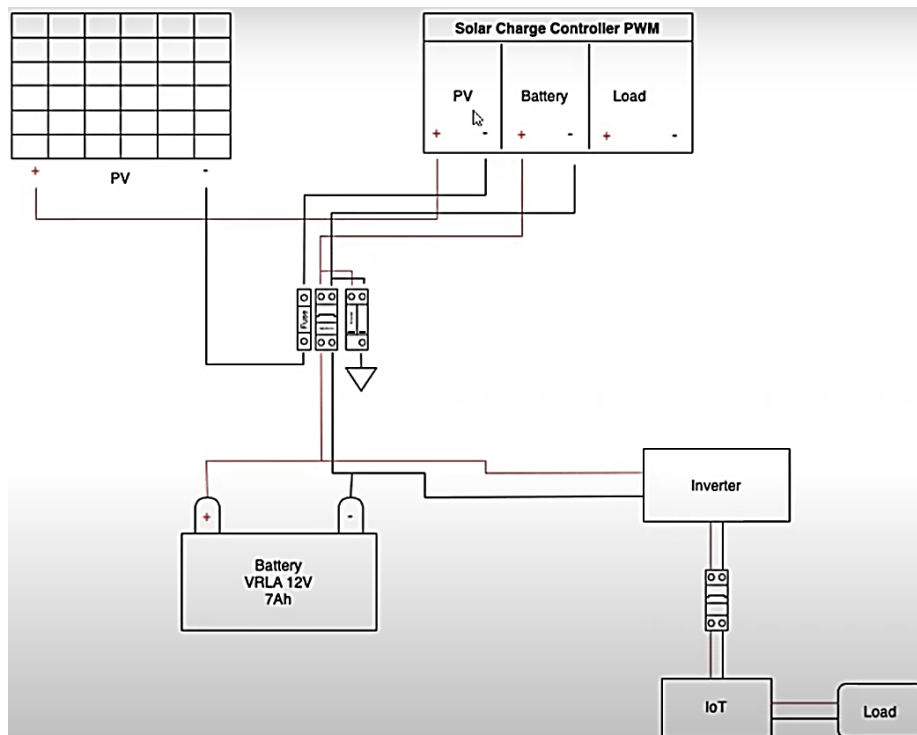 Solar Charge Controller PWM
PV
Battery
Load
+
-
+
-
+
-
+
PV
-
Fuse
+
-
Battery
VRLA 12V
7Ah
Inverter
IoT
Load